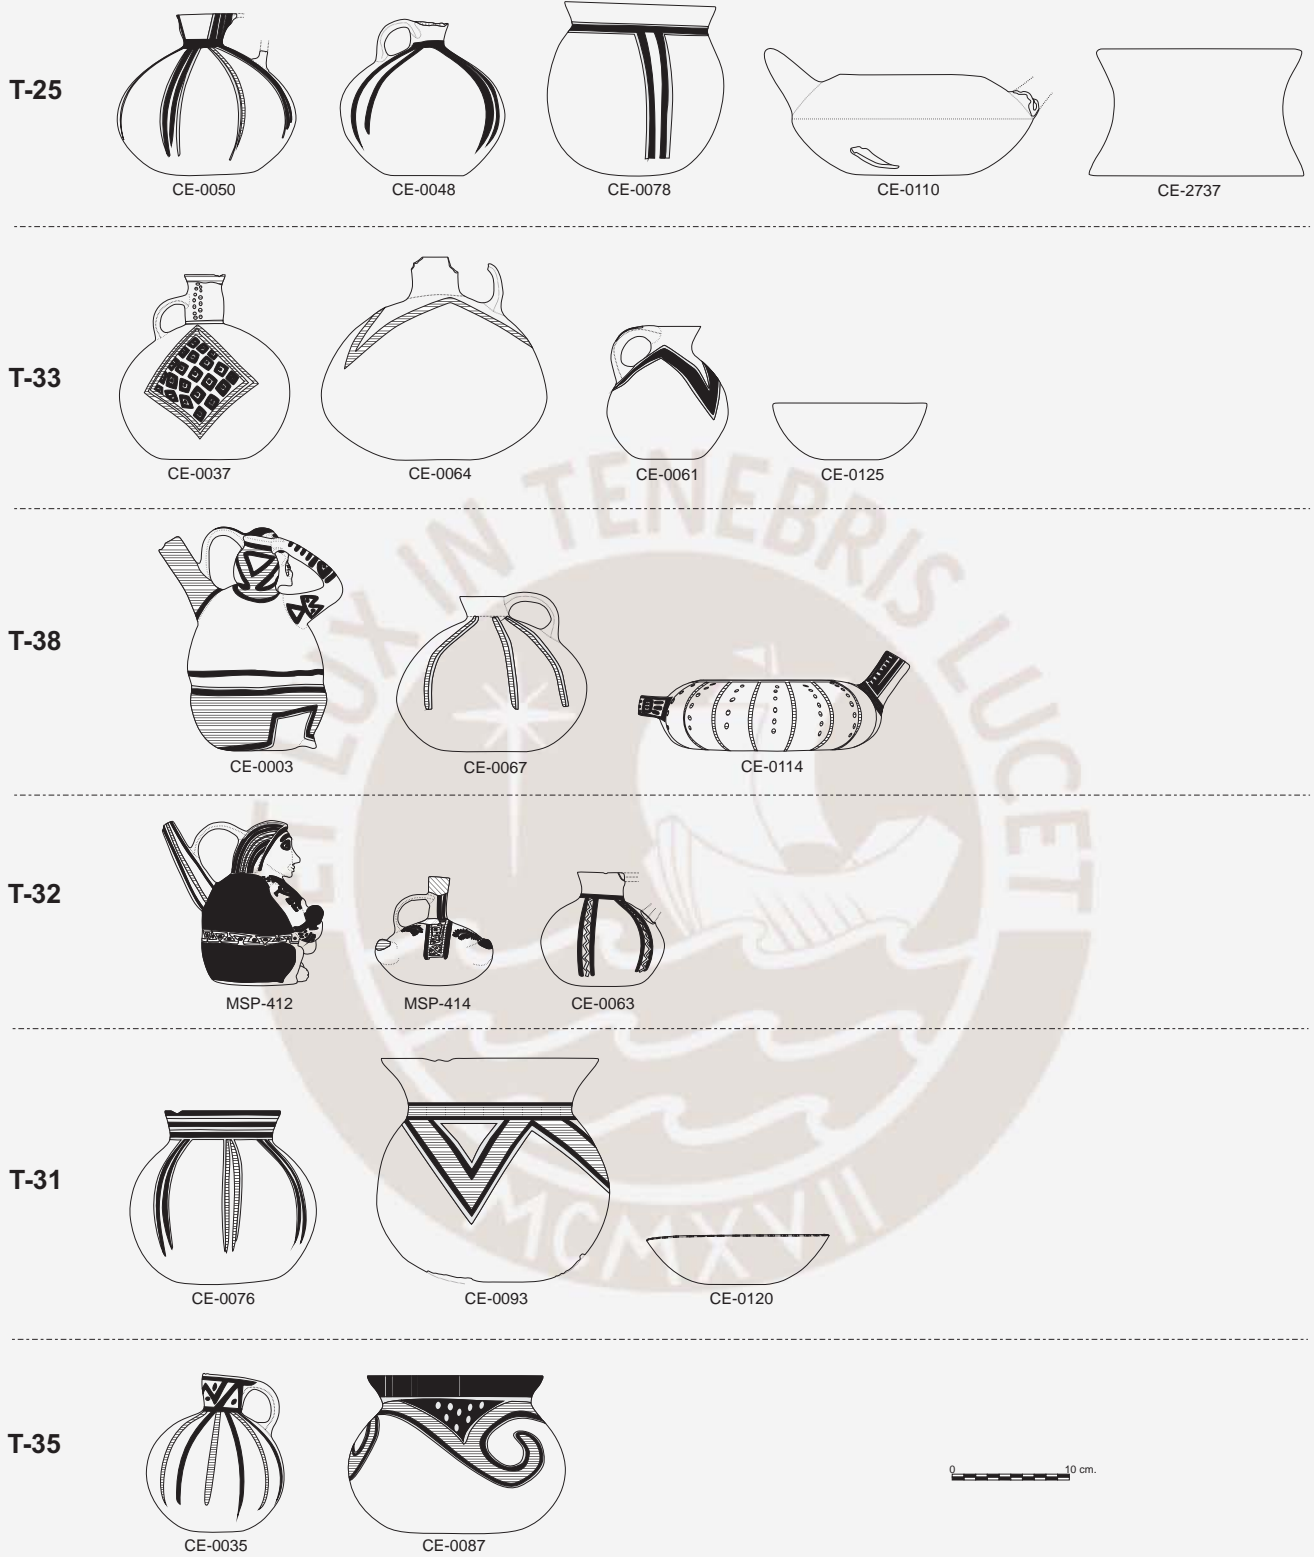 T-25
CE-0050 CE-0048 CE-0078 CE-0110 CE-2737
T-33
CE-0037 CE-0064 CE-0061 CE-0125
T-38
CE-0003 CE-0067 CE-0114
T-32
MSP-412 MSP-414 CE-0063
T-31
CE-0076 CE-0093 CE-0120
T-35
CE-0035 CE-0087
0 10 cm.
ET LUX IN TENEBRIS LUCET
MCMXVII